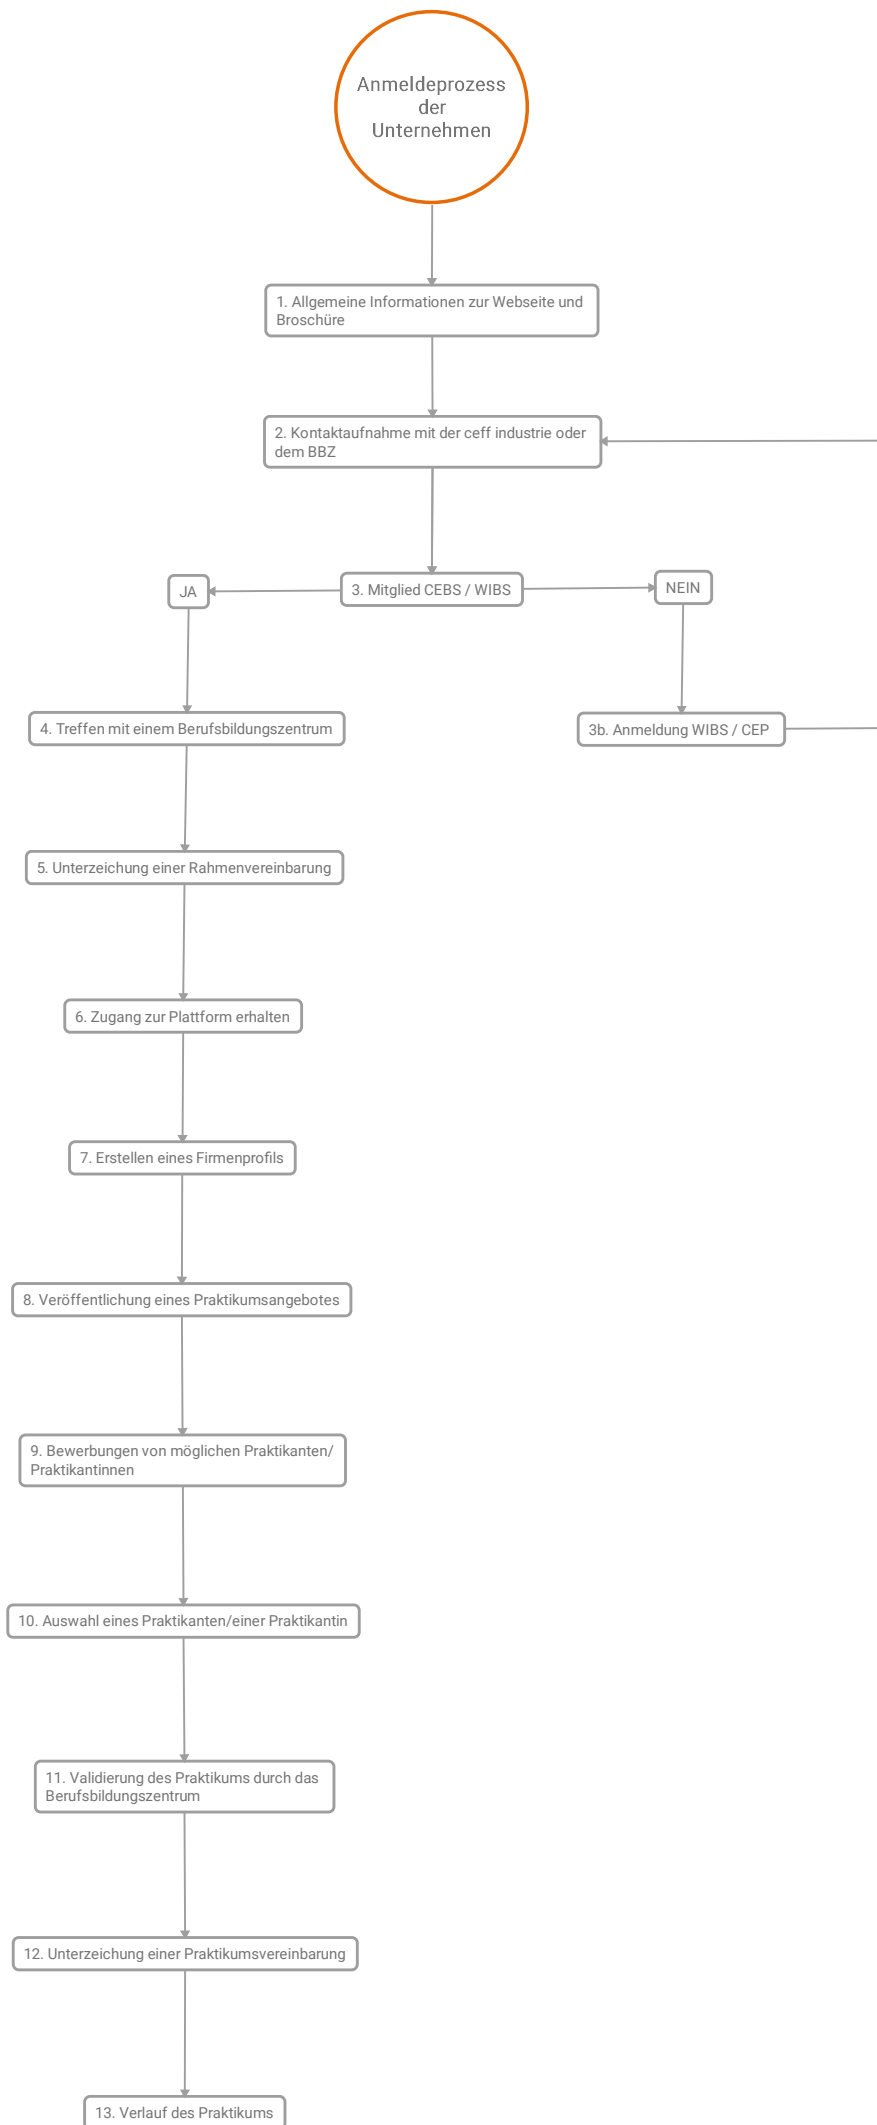 Anmeldeprozess
der
Unternehmen
1. Allgemeine Informationen zur Webseite und
Broschüre
2. Kontaktaufnahme mit der ceff industrie oder
dem BBZ
JA
3. Mitglied CEBS / WIBS
NEIN
4. Treffen mit einem Berufsbildungszentrum
3b. Anmeldung WIBS / CEP
5. Unterzeichung einer Rahmenvereinbarung
6. Zugang zur Plattform erhalten
7. Erstellen eines Firmenprofils
8. Veröffentlichung eines Praktikumsangebotes
9. Bewerbungen von möglichen Praktikanten/
Praktikantinnen
10. Auswahl eines Praktikanten/einer Praktikantin
11. Validierung des Praktikums durch das
Berufsbildungszentrum
12. Unterzeichung einer Praktikumsvereinbarung
13. Verlauf des Praktikums